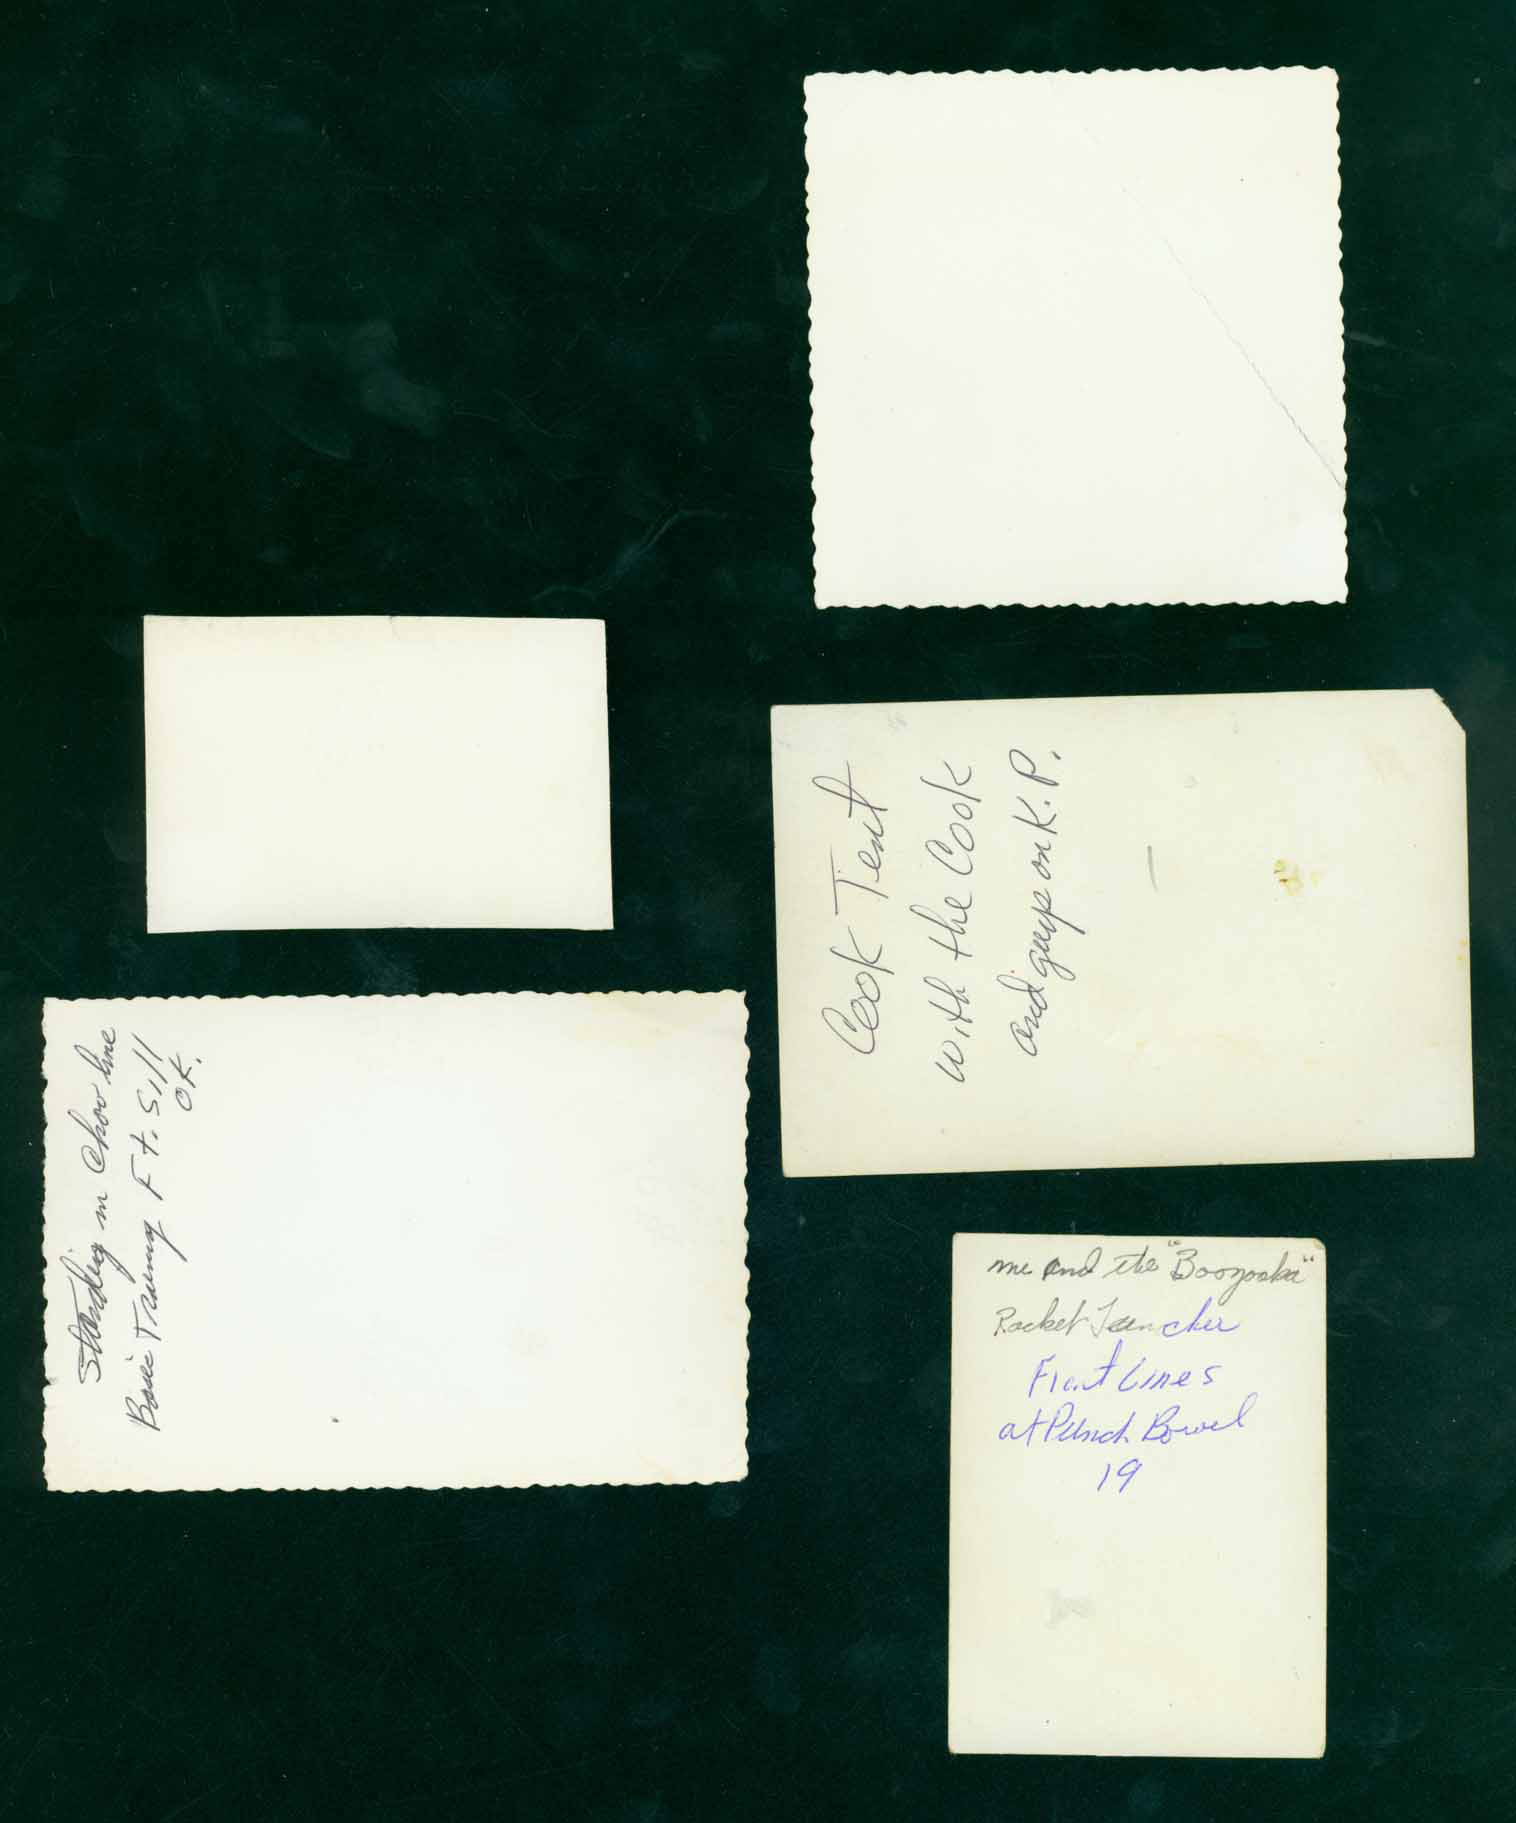 Cook Tent
with the Cook
and guys on K.P.
Standing in Chow line
Basic Training Ft. Sill
OK.
me and the "Boozooka"
Rocket Launcher
Front Lines
at Punch Bowel
19